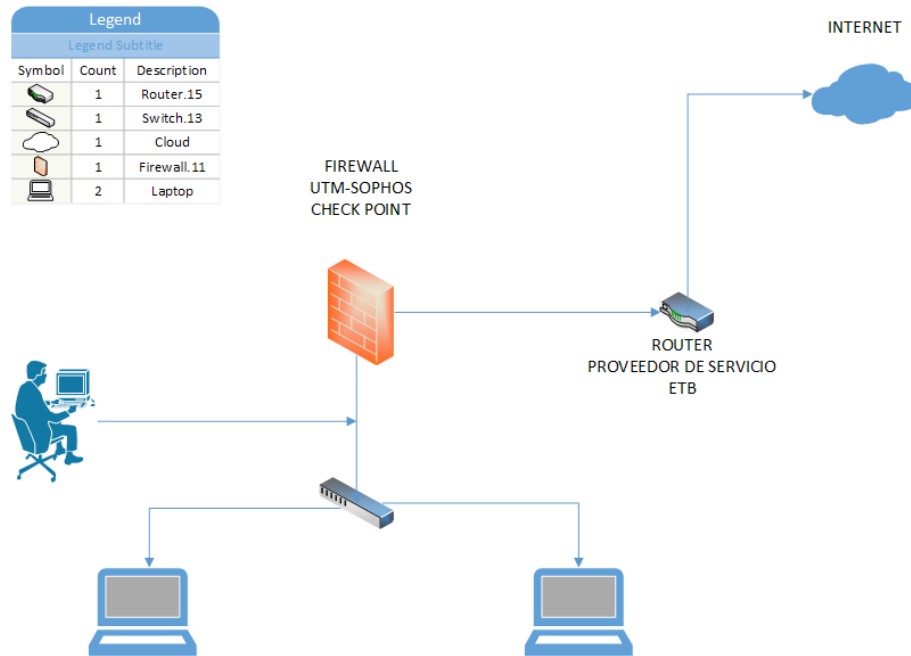 Legend
Legend Subtitle
Symbol Count Description
1 Router.15
1 Switch.13
1 Cloud
1 Firewall.11
2 Laptop
INTERNET
FIREWALL
UTM-SOPHOS
CHECK POINT
ROUTER
PROVEEDOR DE SERVICIO
ETB